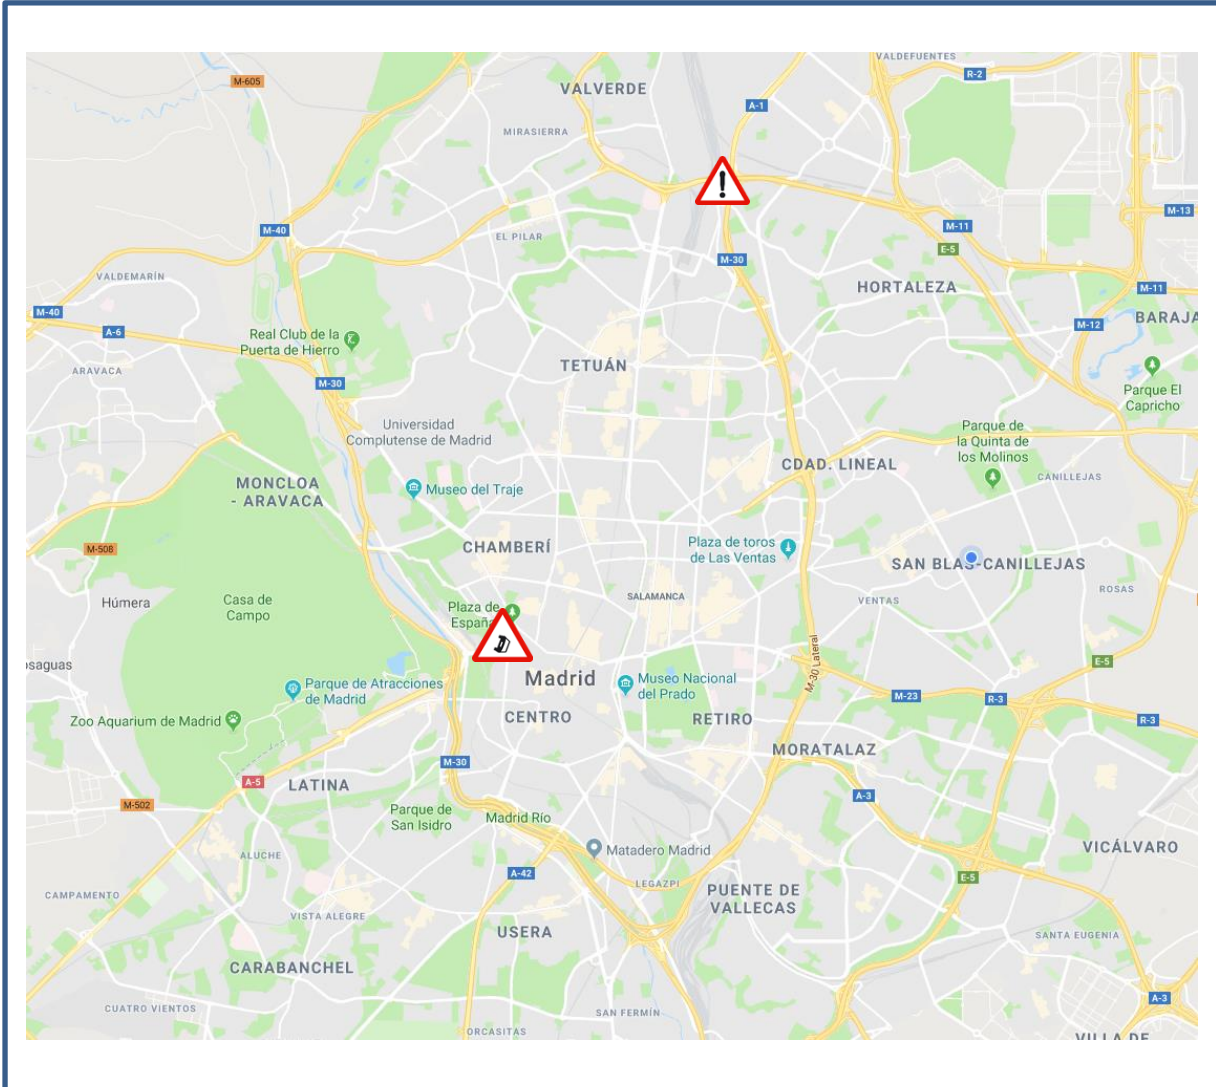 VALDEFUENTES
R-2
M-605
VALVERDE
A-1
MIRASIERRA
M-13
M-40
EL PILAR
M-11
E-5
M-30
VALDEMARÍN
HORTALEZA
M-11
M-40
BARAJA
A-6
M-12
Real Club de la
Puerta de Hierro
ARAVACA
TETUÁN
M-30
Parque El
Capricho
Universidad
Complutense de Madrid
Parque de
la Quinta de
los Molinos
CDAD. LINEAL
CANILLEJAS
MONCLOA
- ARAVACA
Museo del Traje
M-508
CHAMBERÍ
Plaza de toros
de Las Ventas
SAN BLAS-CANILLEJAS
ROSAS
Húmera
Casa de
Campo
Plaza de
España
SALAMANCA
VENTAS
osaguas
M-30 Lateral
E-5
Parque de Atracciones
de Madrid
Madrid
Museo Nacional
del Prado
M-23
R-3
Zoo Aquarium de Madrid
CENTRO
RETIRO
R-3
MORATALAZ
M-30
A-5
LATINA
A-3
M-502
Parque de
San Isidro
Madrid Río
Matadero Madrid
VICÁLVARO
ALUCHE
A-42
LEGAZPI
E-5
CAMPAMENTO
PUENTE DE
VALLECAS
VISTA ALEGRE
USERA
SANTA EUGENIA
CARABANCHEL
A-3
CUATRO VIENTOS
SAN FERMÍN
ORCASITAS
VILLA DE